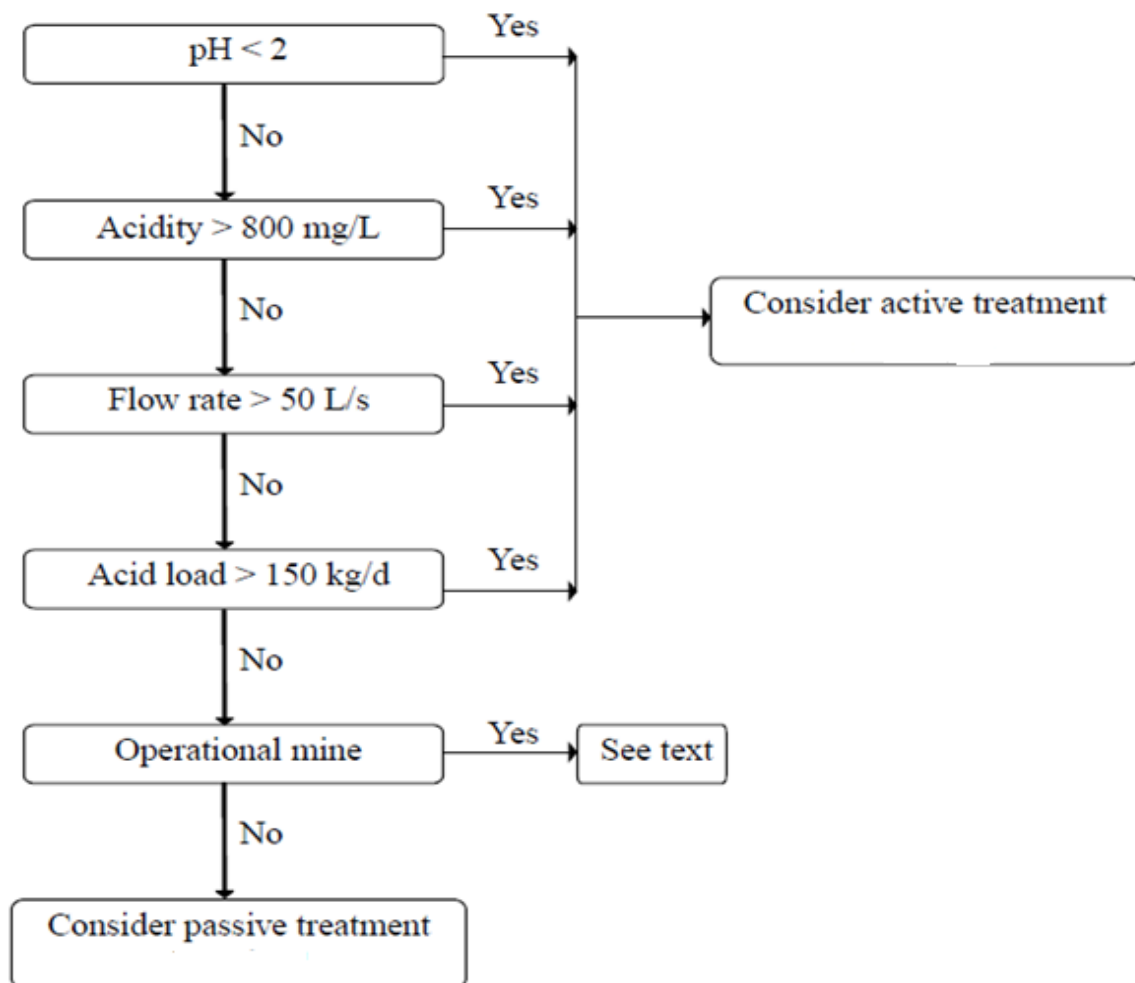 Yes
pH < 2
No
Yes
Acidity > 800 mg/L
No
Consider active treatment
Yes
Flow rate > 50 L/s
No
Yes
Acid load > 150 kg/d
No
Yes
Operational mine
See text
No
Consider passive treatment